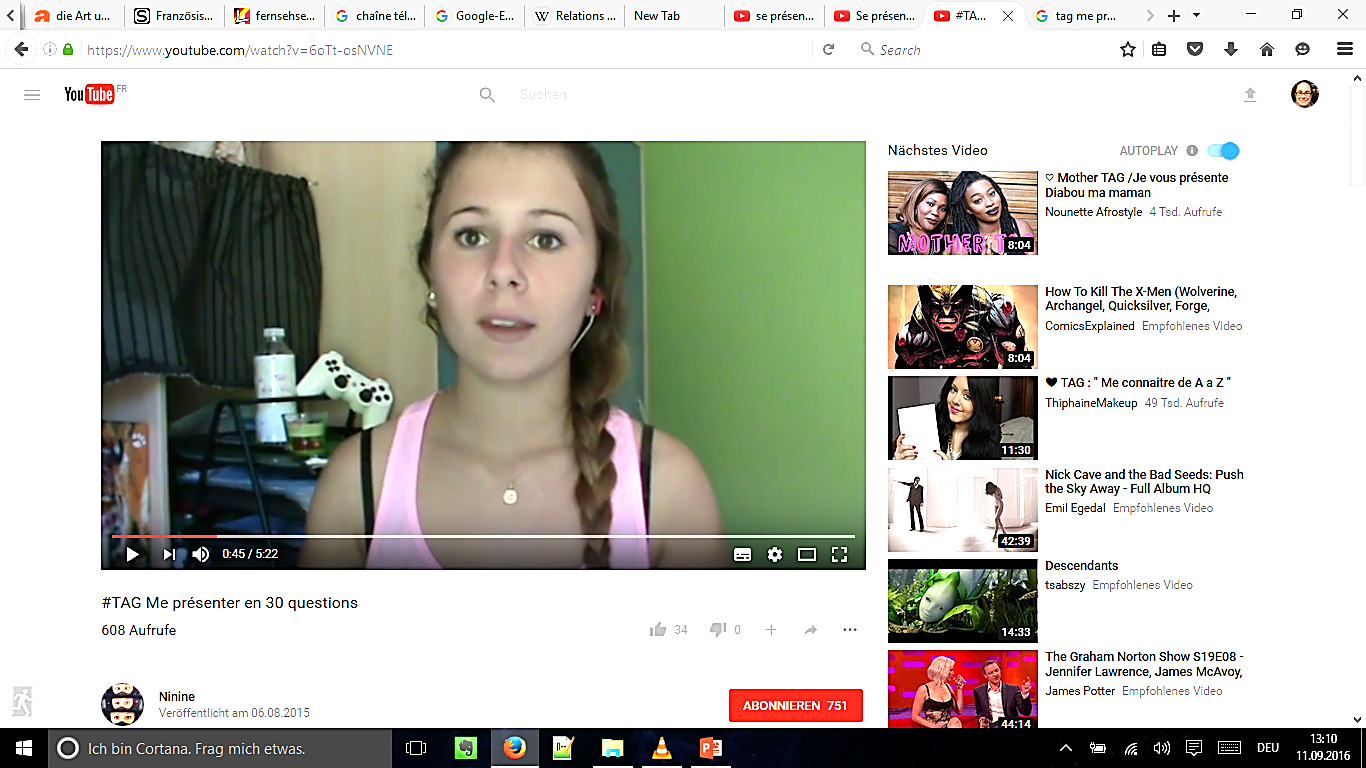 die Art u...
Französis...
fernsehse...
chaîne tél...
Google-E...
Relations ...
New Tab
se présen...
Se présen...
#TA...
tag me pr...
https://www.youtube.com/watch?v=6oTt-osNVNE
Search
YouTube FR
Suchen
Nächstes Video
AUTOPLAY
♡ Mother TAG /Je vous présente
Diabou ma maman
Nounette Afrostyle 4 Tsd. Aufrufe
MOTHER TAG
8:04
How To Kill The X-Men (Wolverine,
Archangel, Quicksilver, Forge,
ComicsExplained Empfohlenes Video
8:04
♥ TAG : " Me connaitre de A a Z "
ThiphaineMakeup 49 Tsd. Aufrufe
11:30
Nick Cave and the Bad Seeds: Push
the Sky Away - Full Album HQ
Emil Egedal Empfohlenes Video
42:39
Descendants
tsabszy Empfohlenes Video
14:33
The Graham Norton Show S19E08 -
Jennifer Lawrence, James McAvoy,
James Potter Empfohlenes Video
44:14
0:45 / 5:22
#TAG Me présenter en 30 questions
608 Aufrufe
34
0
Ninine
Veröffentlicht am 06.08.2015
ABONNIEREN 751
Ich bin Cortana. Frag mich etwas.
DEU
13:10
11.09.2016